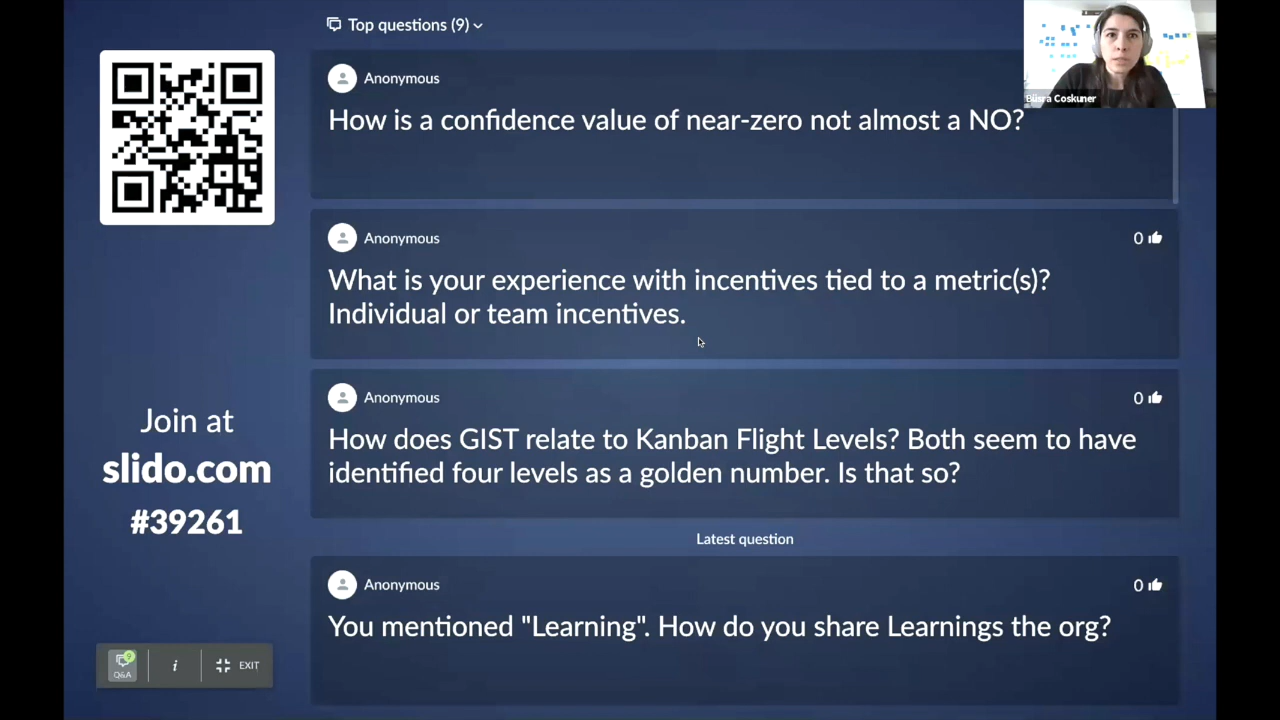 Top questions (9)
Anonymous
How is a confidence value of near-zero not almost a NO?
Büşra Coskuner
Anonymous
0
What is your experience with incentives tied to a metric(s)?
Individual or team incentives.
Anonymous
0
How does GIST relate to Kanban Flight Levels? Both seem to have
identified four levels as a golden number. Is that so?
Latest question
Anonymous
0
You mentioned "Learning". How do you share Learnings the org?
Join at
slido.com
#39261
9
Q&A
i
EXIT